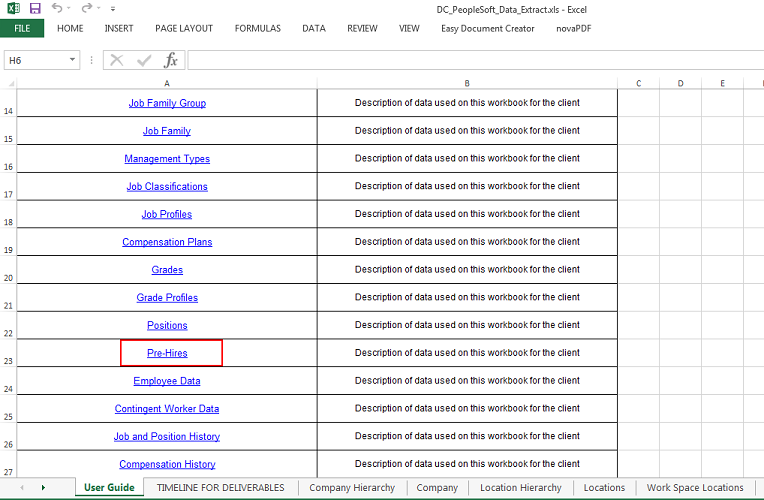 DC_PeopleSoft_Data_Extract.xls - Excel
FILE HOME INSERT PAGE LAYOUT FORMULAS DATA REVIEW VIEW Easy Document Creator novaPDF
H6 fx
A B C D E
14 Job Family Group Description of data used on this workbook for the client
15 Job Family Description of data used on this workbook for the client
16 Management Types Description of data used on this workbook for the client
17 Job Classifications Description of data used on this workbook for the client
18 Job Profiles Description of data used on this workbook for the client
19 Compensation Plans Description of data used on this workbook for the client
20 Grades Description of data used on this workbook for the client
21 Grade Profiles Description of data used on this workbook for the client
22 Positions Description of data used on this workbook for the client
23 Pre-Hires Description of data used on this workbook for the client
24 Employee Data Description of data used on this workbook for the client
25 Contingent Worker Data Description of data used on this workbook for the client
26 Job and Position History Description of data used on this workbook for the client
27 Compensation History Description of data used on this workbook for the client
User Guide TIMELINE FOR DELIVERABLES Company Hierarchy Company Location Hierarchy Locations Work Space Locations